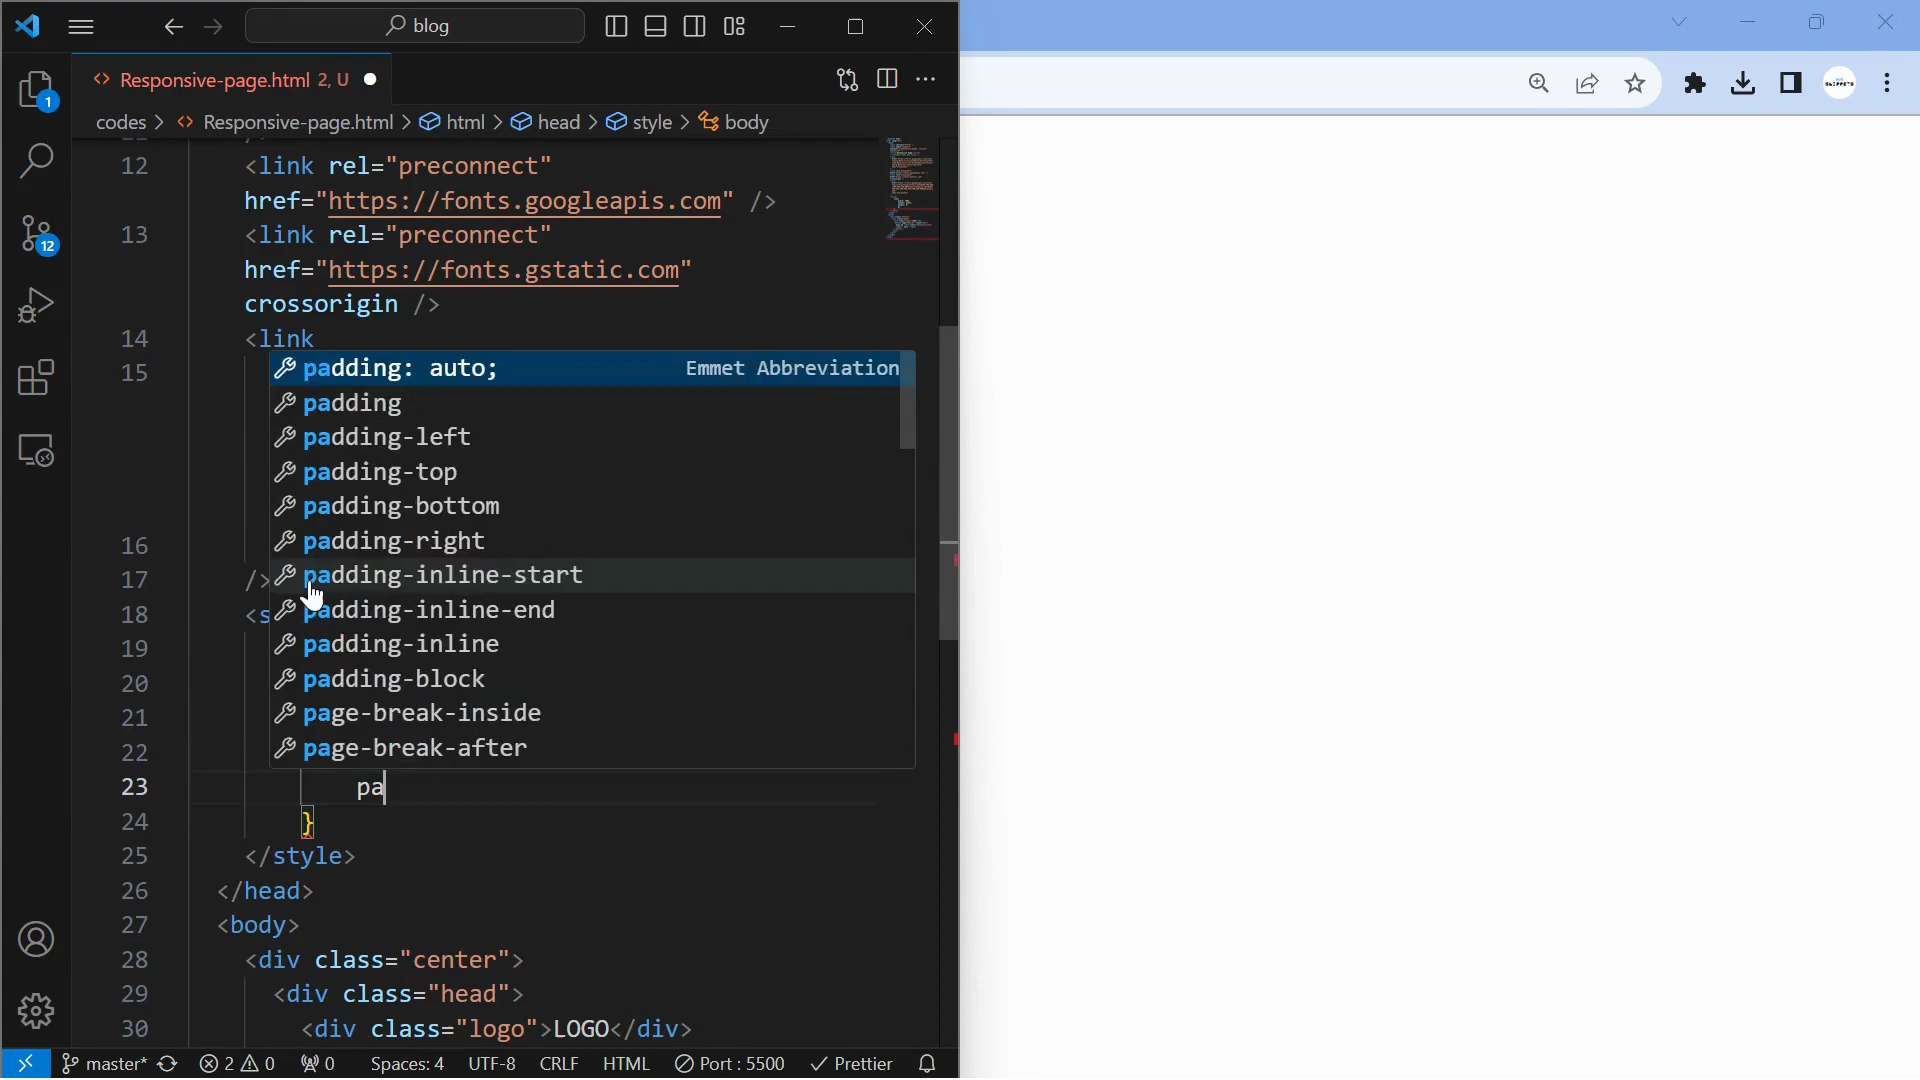 blog
Responsive-page.html 2, U
codes > Responsive-page.html > html > head > style > body
12 <link rel="preconnect"
href="https://fonts.googleapis.com" />
13 <link rel="preconnect"
href="https://fonts.gstatic.com"
crossorigin />
14 <link
15
padding: auto; Emmet Abbreviation
padding
padding-left
padding-top
padding-bottom
padding-right
padding-inline-start
padding-inline-end
padding-inline
padding-block
page-break-inside
page-break-after
16
17 />
18 <s
19
20
21
22
23 pa
24 }
25 </style>
26 </head>
27 <body>
28 <div class="center">
29 <div class="head">
30 <div class="logo">LOGO</div>
1
12
master* 2 0 0 Spaces: 4 UTF-8 CRLF HTML Port : 5500 Prettier